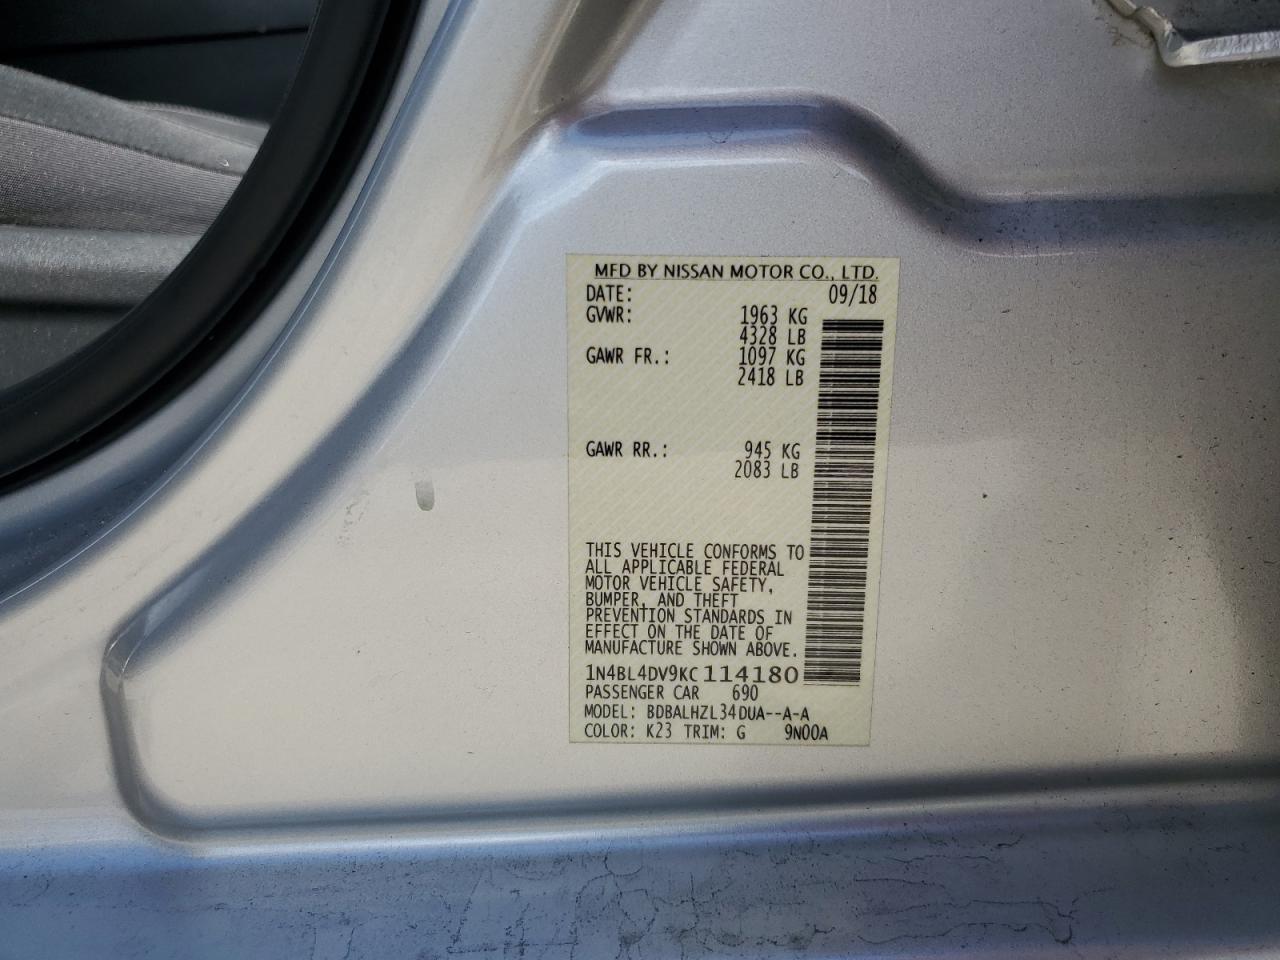 MFD BY NISSAN MOTOR CO., LTD.
DATE: 09/18
GVWR: 1963 KG
4328 LB
GAWR FR.: 1097 KG
2418 LB
GAWR RR.: 945 KG
2083 LB
THIS VEHICLE CONFORMS TO
ALL APPLICABLE FEDERAL
MOTOR VEHICLE SAFETY,
BUMPER, AND THEFT
PREVENTION STANDARDS IN
EFFECT ON THE DATE OF
MANUFACTURE SHOWN ABOVE.
1N4BL4DV9KC114180
PASSENGER CAR 690
MODEL: BDBALHZL34DUA--A-A
COLOR: K23 TRIM: G 9N00A